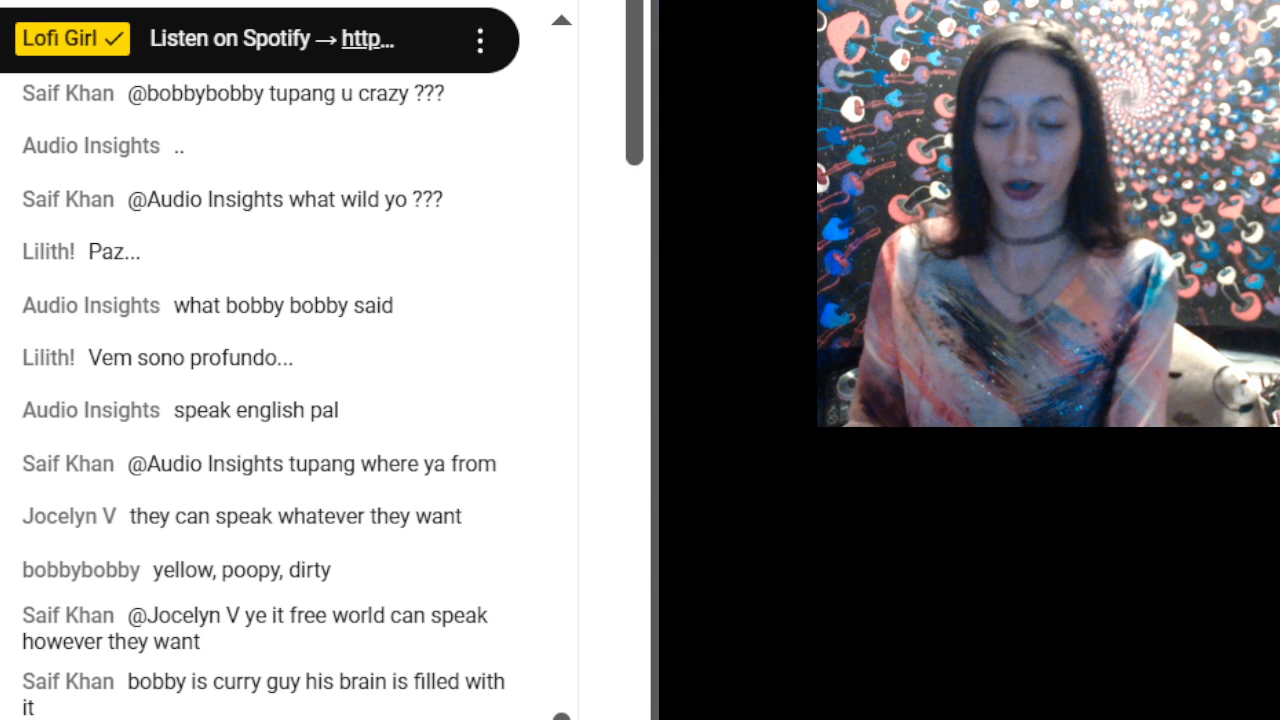 Lofi Girl Listen on Spotify → http...
Saif Khan @bobbybobby tupang u crazy ???
Audio Insights ..
Saif Khan @Audio Insights what wild yo ???
Lilith! Paz...
Audio Insights what bobby bobby said
Lilith! Vem sono profundo...
Audio Insights speak english pal
Saif Khan @Audio Insights tupang where ya from
Jocelyn V they can speak whatever they want
bobbybobby yellow, poopy, dirty
Saif Khan @Jocelyn V ye it free world can speak
however they want
Saif Khan bobby is curry guy his brain is filled with
it